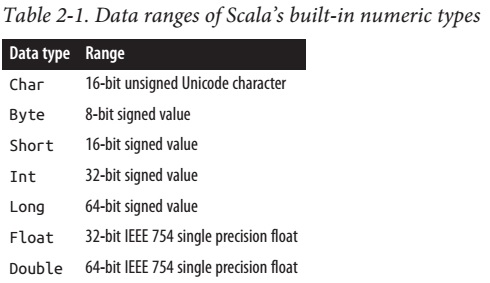 Table 2-1. Data ranges of Scala's built-in numeric types
Data type Range
Char 16-bit unsigned Unicode character
Byte 8-bit signed value
Short 16-bit signed value
Int 32-bit signed value
Long 64-bit signed value
Float 32-bit IEEE 754 single precision float
Double 64-bit IEEE 754 single precision float